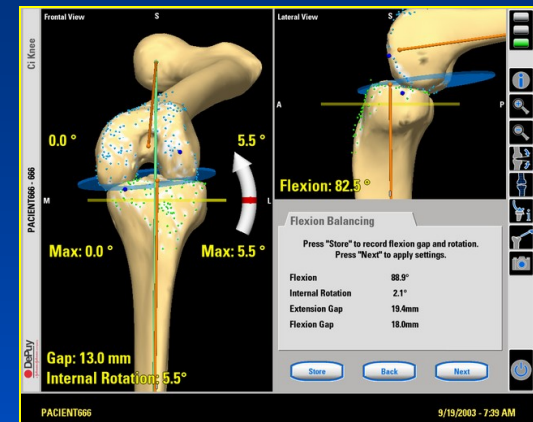 Frontal View
S
Lateral View
S
Ci Knee
PACIENT666 - 666
DePuy
0.0 °
5.5 °
A
P
M
L
Flexion: 82.5 °
Max: 0.0 °
Max: 5.5 °
Gap: 13.0 mm
Internal Rotation: 5.5°
Flexion Balancing
Press "Store" to record flexion gap and rotation.
Press "Next" to apply settings.
Flexion 88.9°
Internal Rotation 2.1°
Extension Gap 19.4mm
Flexion Gap 18.0mm
Store Back Next
PACIENT666
9/19/2003 - 7:39 AM